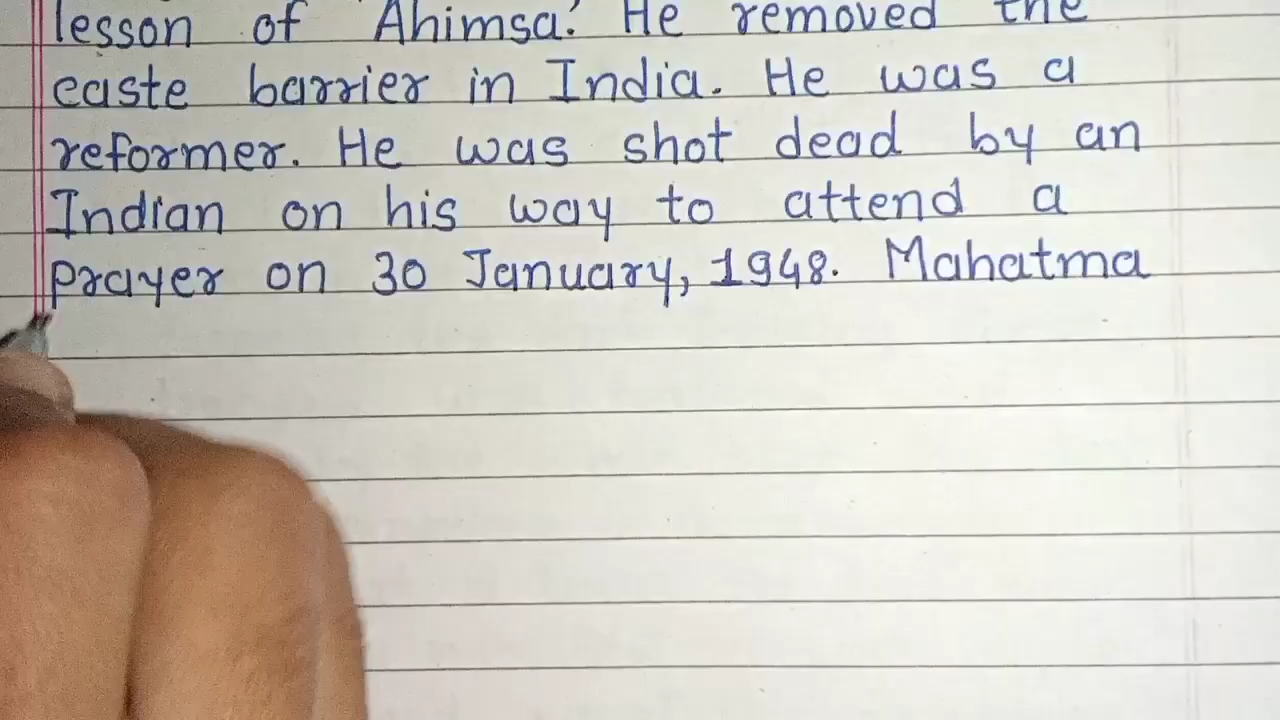 lesson of Ahimsa. He removed the
caste barrier in India. He was a
reformer. He was shot dead by an
Indian on his way to attend a
prayer on 30 January, 1948. Mahatma